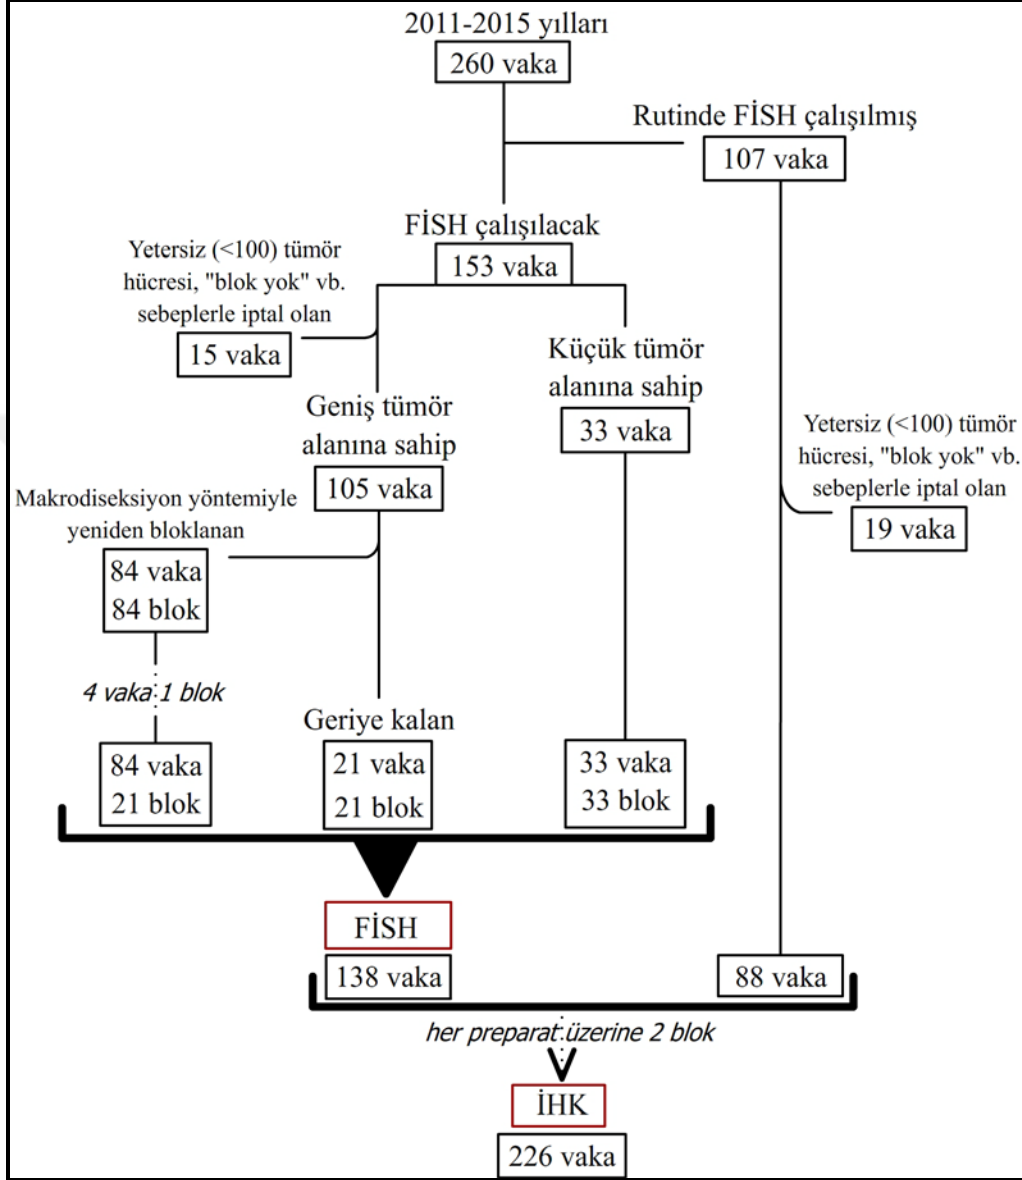 2011-2015 yılları
260 vaka
Rutinde FİSH çalışılmış
107 vaka
FİSH çalışılacak
153 vaka
Yetersiz (<100) tümör
hücresi, "blok yok" vb.
sebeplerle iptal olan
15 vaka
Küçük tümör
alanına sahip
33 vaka
Geniş tümör
alanına sahip
105 vaka
Yetersiz (<100) tümör
hücresi, "blok yok" vb.
sebeplerle iptal olan
19 vaka
Makrodiseksiyon yöntemiyle
yeniden bloklanan
84 vaka
84 blok
4 vaka 1 blok
84 vaka
21 blok
Geriye kalan
21 vaka
21 blok
33 vaka
33 blok
FİSH
138 vaka
88 vaka
her preparat üzerine 2 blok
İHK
226 vaka